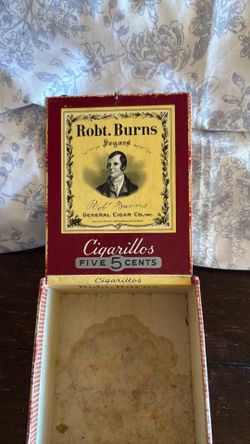 Robt. Burns
Segars
Robt Burns
GENERAL CIGAR CO., INC.
Cigarillos
FIVE 5 CENTS
Cigarillos